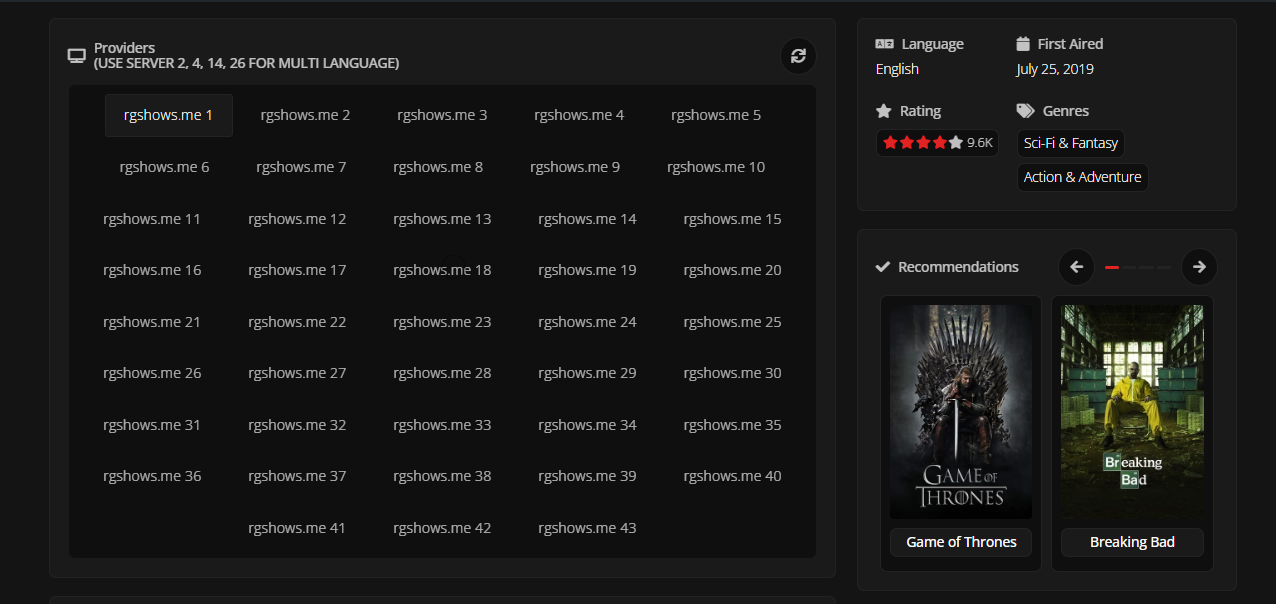 Providers
(USE SERVER 2, 4, 14, 26 FOR MULTI LANGUAGE)
rgshows.me 1 rgshows.me 2 rgshows.me 3 rgshows.me 4 rgshows.me 5
rgshows.me 6 rgshows.me 7 rgshows.me 8 rgshows.me 9 rgshows.me 10
rgshows.me 11 rgshows.me 12 rgshows.me 13 rgshows.me 14 rgshows.me 15
rgshows.me 16 rgshows.me 17 rgshows.me 18 rgshows.me 19 rgshows.me 20
rgshows.me 21 rgshows.me 22 rgshows.me 23 rgshows.me 24 rgshows.me 25
rgshows.me 26 rgshows.me 27 rgshows.me 28 rgshows.me 29 rgshows.me 30
rgshows.me 31 rgshows.me 32 rgshows.me 33 rgshows.me 34 rgshows.me 35
rgshows.me 36 rgshows.me 37 rgshows.me 38 rgshows.me 39 rgshows.me 40
rgshows.me 41 rgshows.me 42 rgshows.me 43
Language First Aired
English July 25, 2019
Rating Genres
9.6K Sci-Fi & Fantasy
Action & Adventure
Recommendations
GAME OF
THRONES
Breaking
Bad
Game of Thrones Breaking Bad